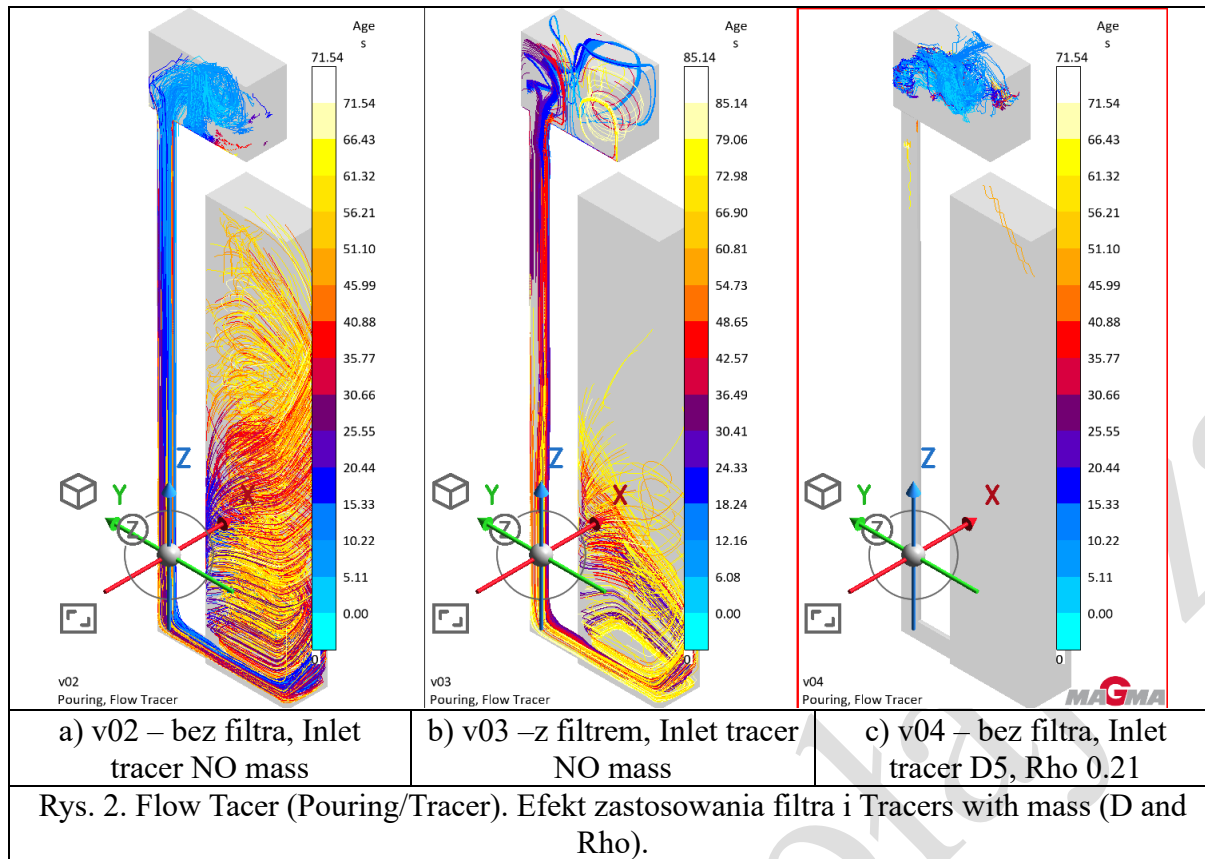 Age
s
71.54
71.54
66.43
61.32
56.21
51.10
45.99
40.88
35.77
30.66
25.55
20.44
15.33
10.22
5.11
0.00
0
Z
Y
X
Z
v02
Pouring, Flow Tracer
Age
s
85.14
85.14
79.06
72.98
66.90
60.81
54.73
48.65
42.57
36.49
30.41
24.33
18.24
12.16
6.08
0.00
0
Z
Y
X
Z
v03
Pouring, Flow Tracer
Age
s
71.54
71.54
66.43
61.32
56.21
51.10
45.99
40.88
35.77
30.66
25.55
20.44
15.33
10.22
5.11
0.00
0
Z
Y
X
Z
v04
Pouring, Flow Tracer
MAGMA
a) v02 – bez filtra, Inlet
tracer NO mass
b) v03 –z filtrem, Inlet tracer
NO mass
c) v04 – bez filtra, Inlet
tracer D5, Rho 0.21
Rys. 2. Flow Tacer (Pouring/Tracer). Efekt zastosowania filtra i Tracers with mass (D and
Rho).